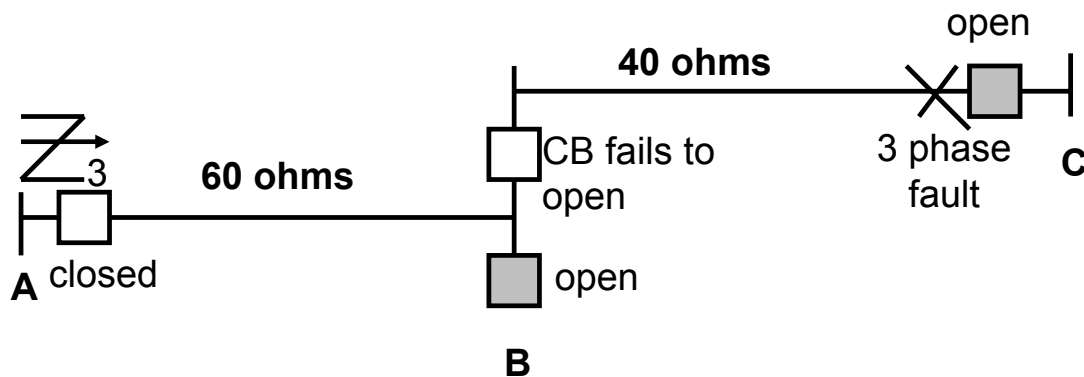 open
40 ohms
CB fails to
open
3 phase
fault
C
3
60 ohms
A
closed
open
B